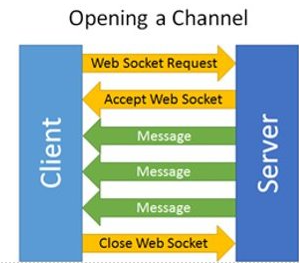 Opening a Channel
Client
Web Socket Request
Accept Web Socket
Message
Message
Message
Close Web Socket
Server